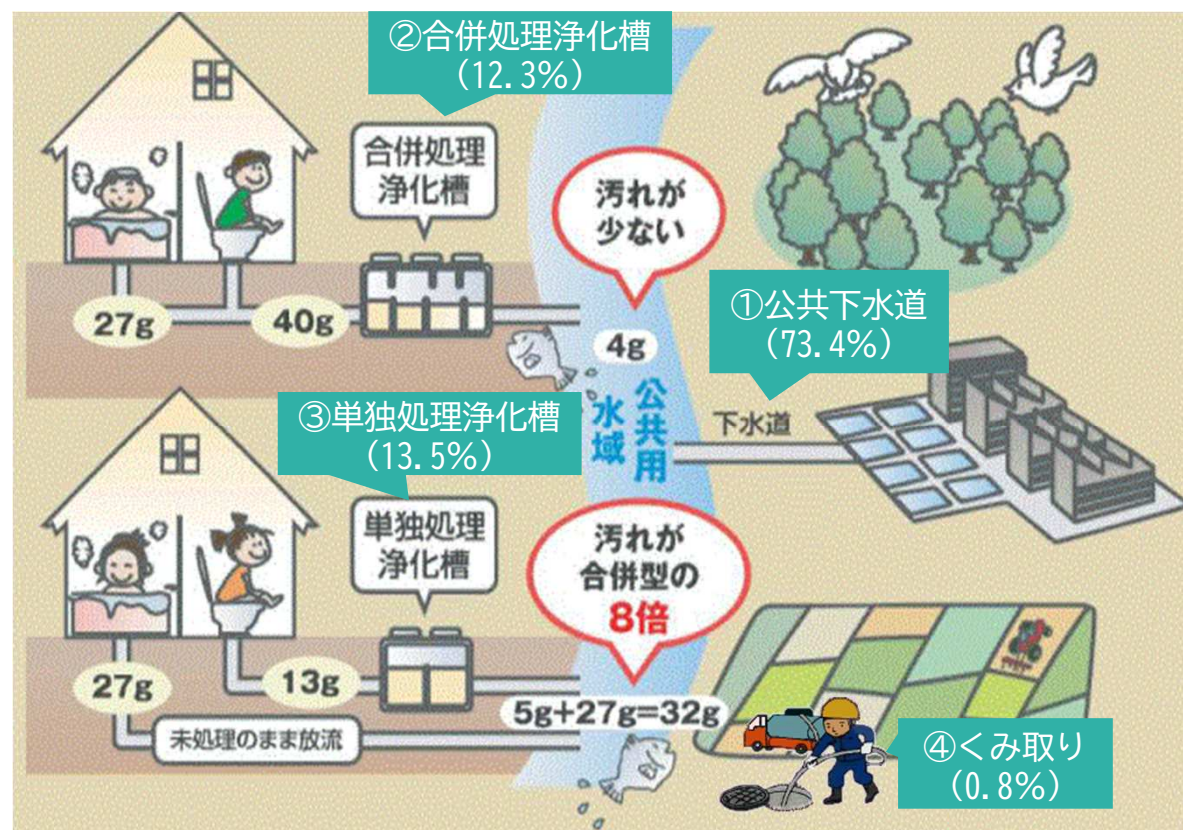 ②合併処理浄化槽
(12.3%)
合併処理
浄化槽
汚れが
少ない
27g
40g
4g
公共用
水域
①公共下水道
(73.4%)
下水道
③単独処理浄化槽
(13.5%)
単独処理
浄化槽
汚れが
合併型の
8倍
27g
13g
5g+27g=32g
未処理のまま放流
④くみ取り
(0.8%)